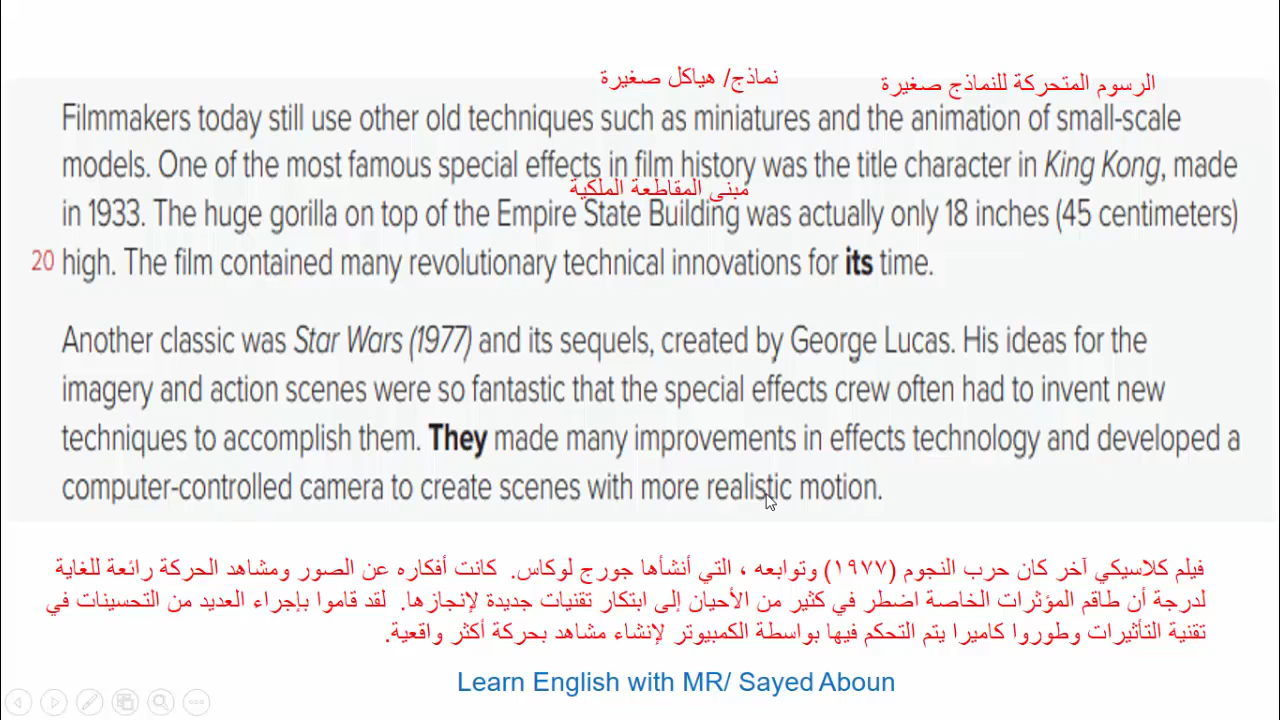 نماذج/ هياكل صغيرة
الرسوم المتحركة للنماذج صغيرة
Filmmakers today still use other old techniques such as miniatures and the animation of small-scale
models. One of the most famous special effects in film history was the title character in King Kong, made
مبنى المقاطعة الملكية
in 1933. The huge gorilla on top of the Empire State Building was actually only 18 inches (45 centimeters)
20 high. The film contained many revolutionary technical innovations for its time.
Another classic was Star Wars (1977) and its sequels, created by George Lucas. His ideas for the
imagery and action scenes were so fantastic that the special effects crew often had to invent new
techniques to accomplish them. They made many improvements in effects technology and developed a
computer-controlled camera to create scenes with more realistic motion.
فيلم كلاسيكي آخر كان حرب النجوم (١٩٧٧) وتوابعه ، التي أنشأها جورج لوكاس. كانت أفكاره عن الصور ومشاهد الحركة رائعة للغاية
لدرجة أن طاقم المؤثرات الخاصة اضطر في كثير من الأحيان إلى ابتكار تقنيات جديدة لإنجازها. لقد قاموا بإجراء العديد من التحسينات في
تقنية التأثيرات وطوروا كاميرا يتم التحكم فيها بواسطة الكمبيوتر لإنشاء مشاهد بحركة أكثر واقعية.
Learn English with MR/ Sayed Aboun